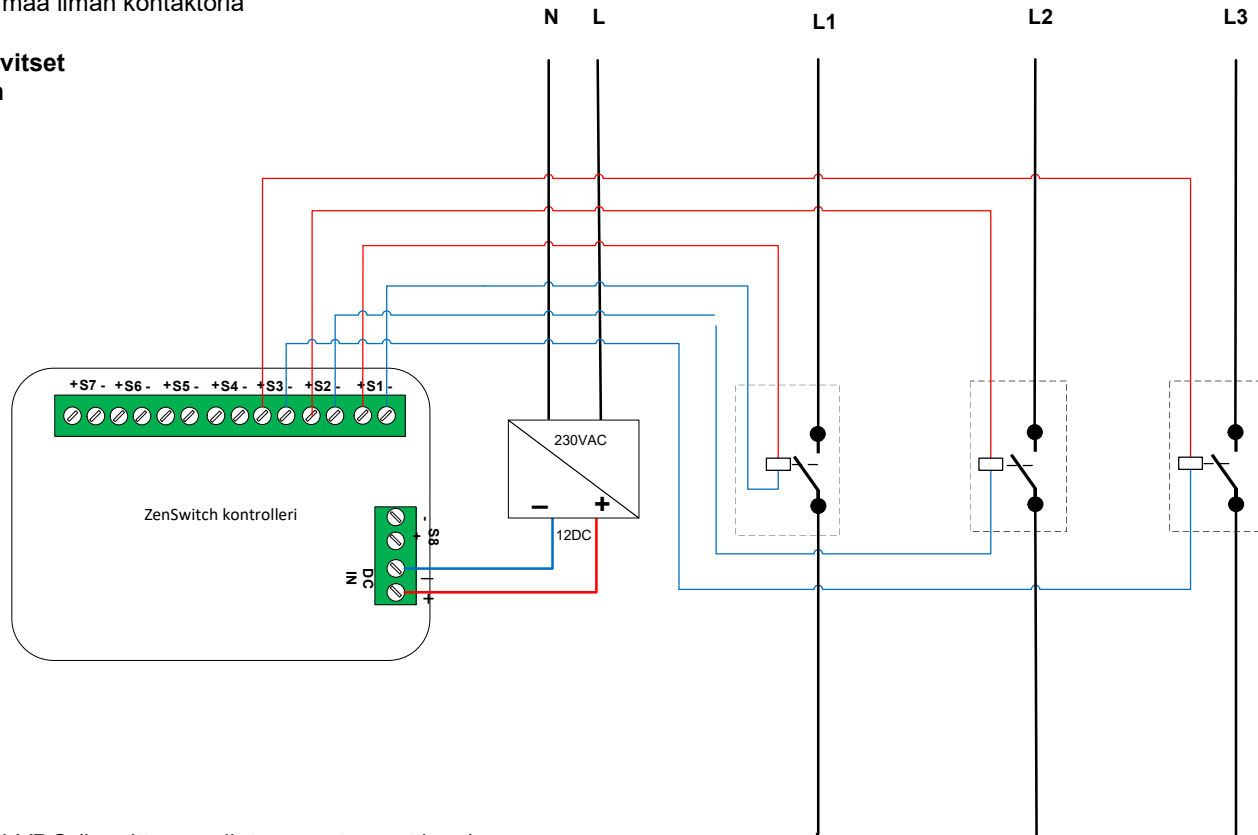 maa ilman kontaktoria
vitset
N L L1 L2 L3
+S7 - +S6 - +S5 - +S4 - +S3 - +S2 - +S1 -
230VAC
ZenSwitch kontrolleri
- +
12DC
- + S8
DC IN
- +